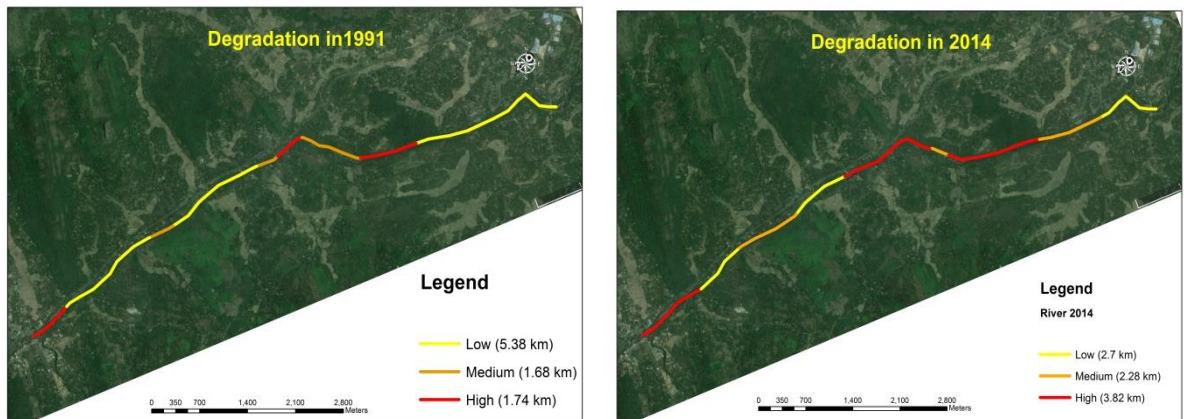 Degradation in1991
Legend
Low (5.38 km)
Medium (1.68 km)
High (1.74 km)
0 350 700 1,400 2,100 2,800
Meters
Degradation in 2014
Legend
River 2014
Low (2.7 km)
Medium (2.28 km)
High (3.82 km)
0 350 700 1,400 2,100 2,800
Meters